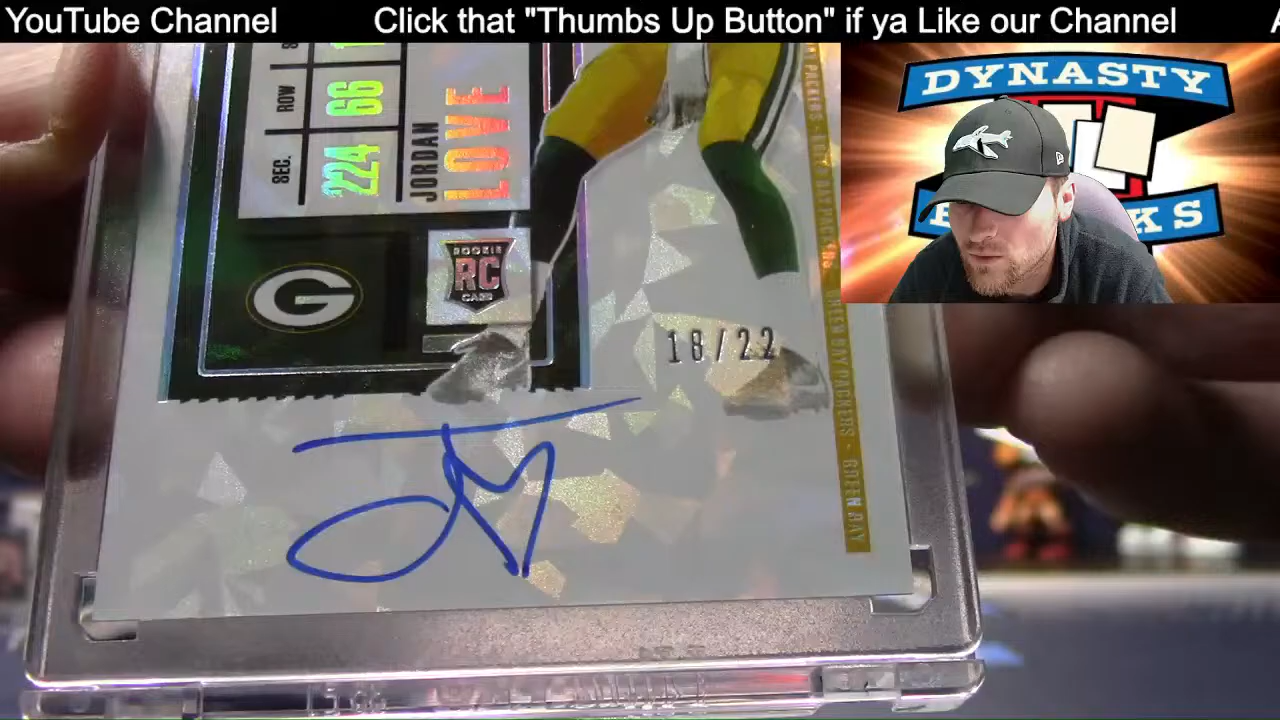 YouTube Channel Click that "Thumbs Up Button" if ya Like our Channel
DYNASTY
KS
SEC. ROW
224 66
JORDAN
LOVE
ROOKIE
RC
CARD
G
18/22
GREEN BAY PACKERS · GREEN BAY